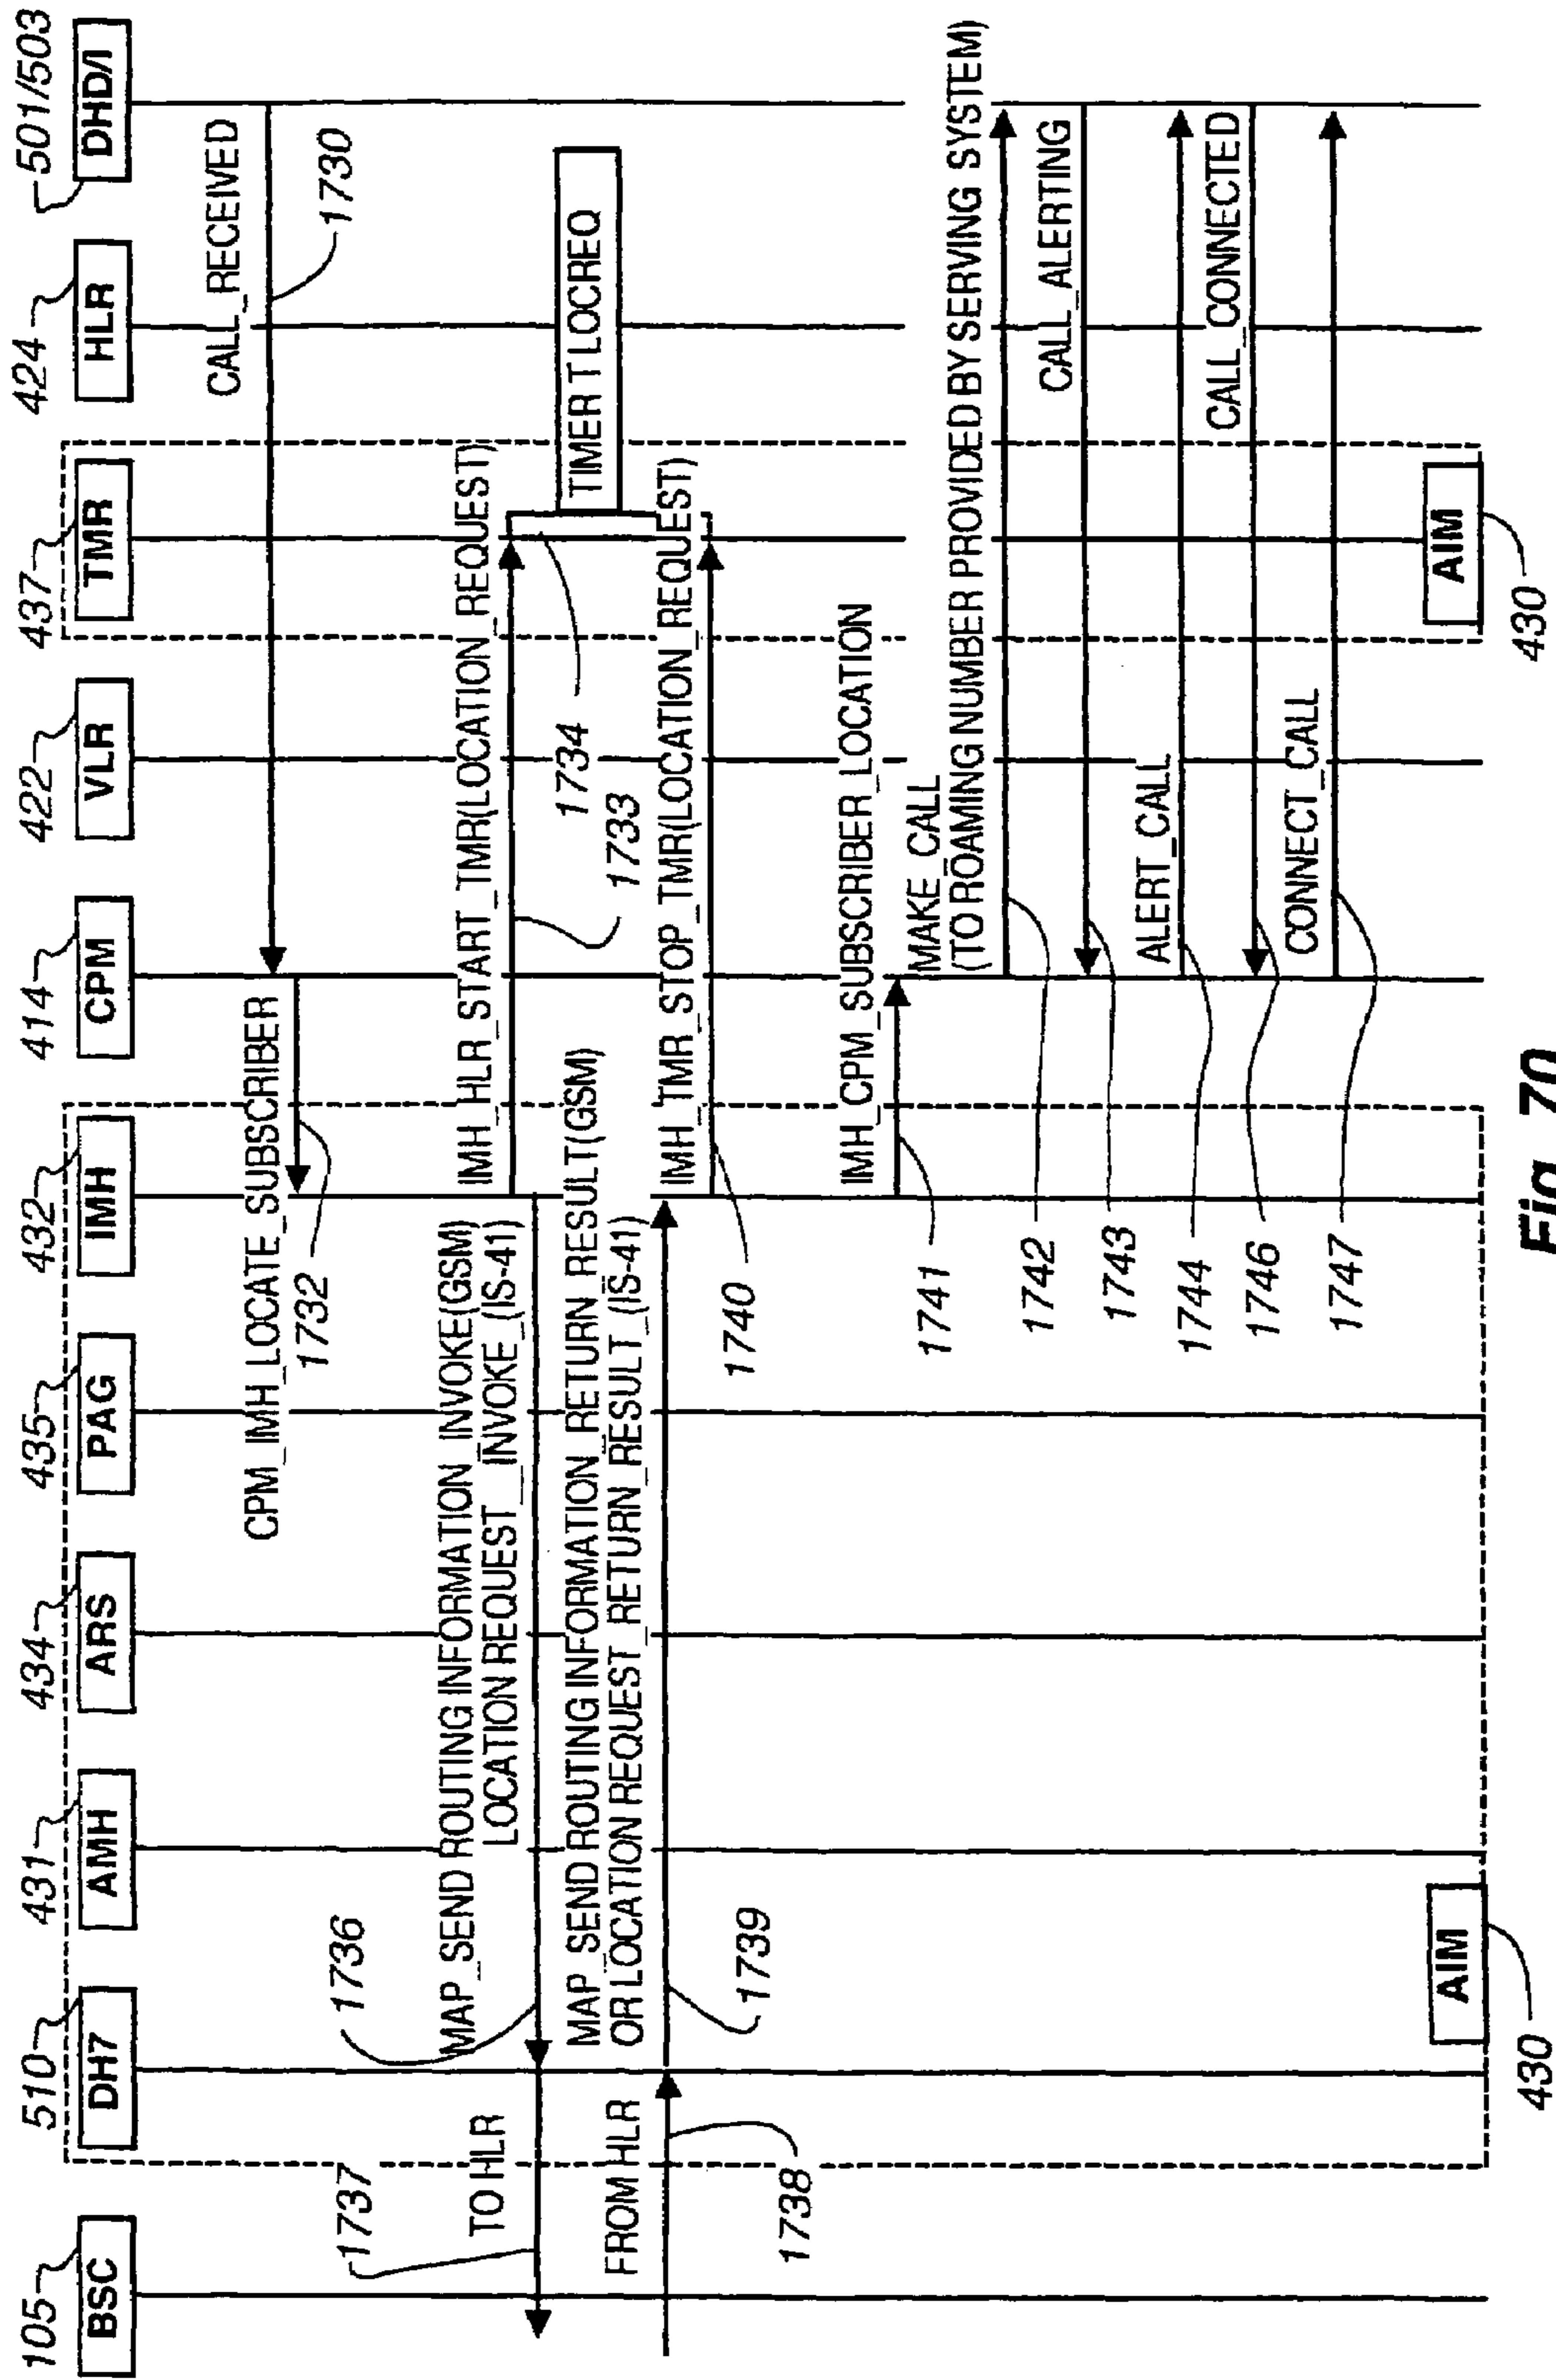 105
BSC
510
DH7
431
AMH
434
ARS
435
PAG
432
IMH
414
CPM
422
VLR
437
TMR
424
HLR
501/503
DHD/I
CALL_RECEIVED
1730
CPM_IMH_LOCATE_SUBSCRIBER
1732
IMH_HLR_START_TMR(LOCATION_REQUEST)
1733
1734
TIMER T LOCREQ
MAP_SEND ROUTING INFORMATION_INVOKE(GSM)
LOCATION REQUEST_INVOKE_(IS-41)
1736
TO HLR
1737
MAP_SEND ROUTING INFORMATION_RETURN_RESULT(GSM)
OR LOCATION REQUEST_RETURN_RESULT_(IS-41)
FROM HLR
1738
1739
IMH_TMR_STOP_TMR(LOCATION_REQUEST)
1740
IMH_CPM_SUBSCRIBER_LOCATION
1741
MAKE_CALL
(TO ROAMING NUMBER PROVIDED BY SERVING SYSTEM)
1742
CALL_ALERTING
1743
ALERT_CALL
1744
CALL_CONNECTED
1746
CONNECT_CALL
1747
AIM
430
AIM
430
Fig. 70